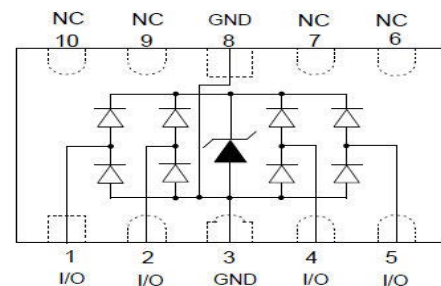 NC NC GND NC NC
10 9 8 7 6
1 2 3 4 5
I/O I/O GND I/O I/O